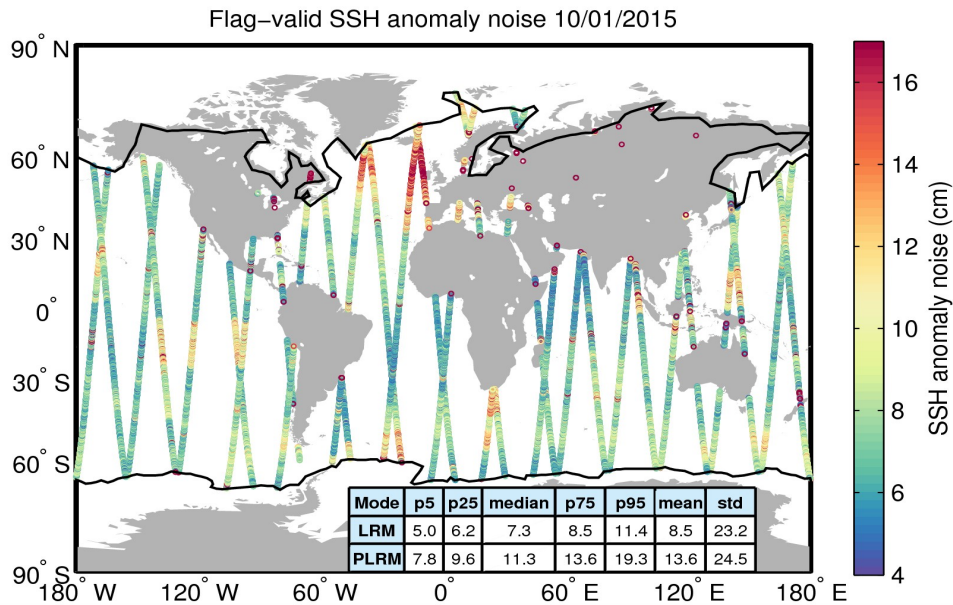 Flag−valid SSH anomaly noise 10/01/2015
90° N
60° N
30° N
0°
30° S
60° S
90° S
180° W
120° W
60° W
0°
60° E
120° E
180° E
Mode p5 p25 median p75 p95 mean std
LRM 5.0 6.2 7.3 8.5 11.4 8.5 23.2
PLRM 7.8 9.6 11.3 13.6 19.3 13.6 24.5
16
14
12
10
8
6
4
SSH anomaly noise (cm)